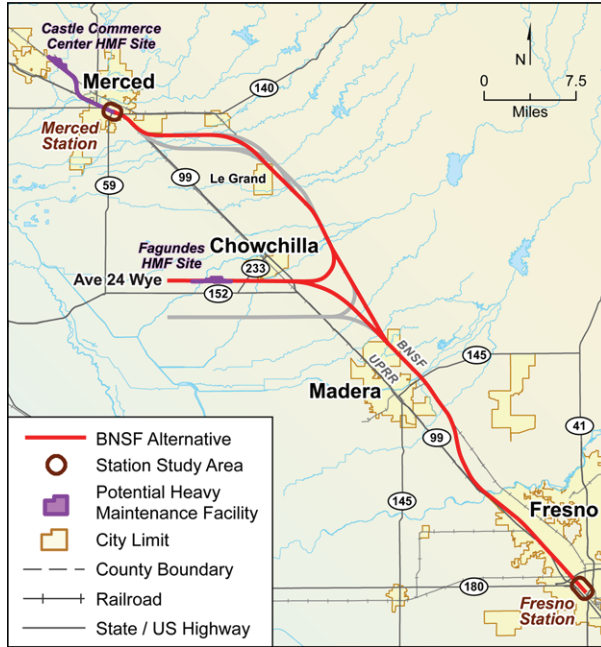 Castle Commerce
Center HMF Site
Merced
N
0
7.5
Miles
140
Merced
Station
59
99
Le Grand
Fagundes
HMF Site
Chowchilla
233
Ave 24 Wye
152
BNSF
UPRR
145
Madera
99
41
145
Fresno
180
Fresno
Station
BNSF Alternative
Station Study Area
Potential Heavy
Maintenance Facility
City Limit
County Boundary
Railroad
State / US Highway